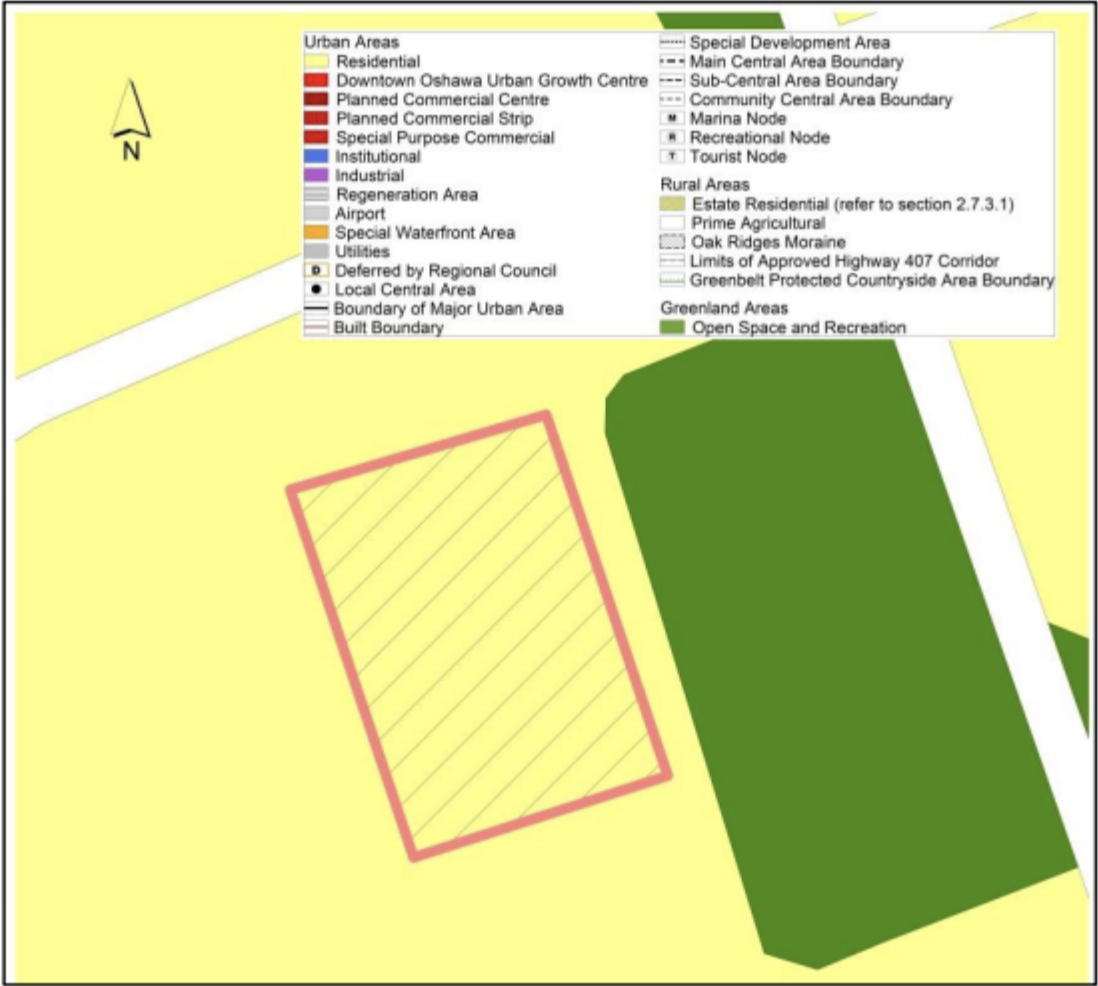 N
Urban Areas
Residential
Downtown Oshawa Urban Growth Centre
Planned Commercial Centre
Planned Commercial Strip
Special Purpose Commercial
Institutional
Industrial
Regeneration Area
Airport
Special Waterfront Area
Utilities
D Deferred by Regional Council
Local Central Area
Boundary of Major Urban Area
Built Boundary
Special Development Area
Main Central Area Boundary
Sub-Central Area Boundary
Community Central Area Boundary
M Marina Node
R Recreational Node
T Tourist Node
Rural Areas
Estate Residential (refer to section 2.7.3.1)
Prime Agricultural
Oak Ridges Moraine
Limits of Approved Highway 407 Corridor
Greenbelt Protected Countryside Area Boundary
Greenland Areas
Open Space and Recreation